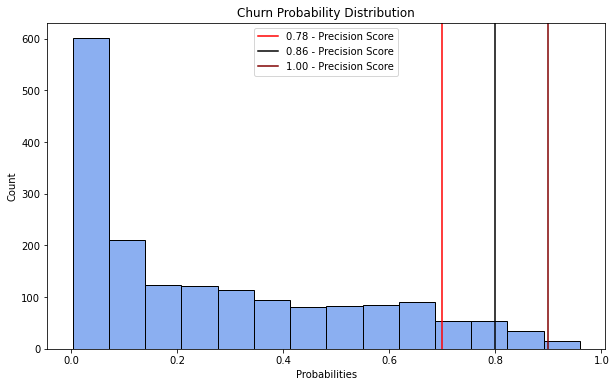 Churn Probability Distribution
0.78 - Precision Score
0.86 - Precision Score
1.00 - Precision Score
600
500
400
300
200
100
0
Count
0.0 0.2 0.4 0.6 0.8 1.0
Probabilities